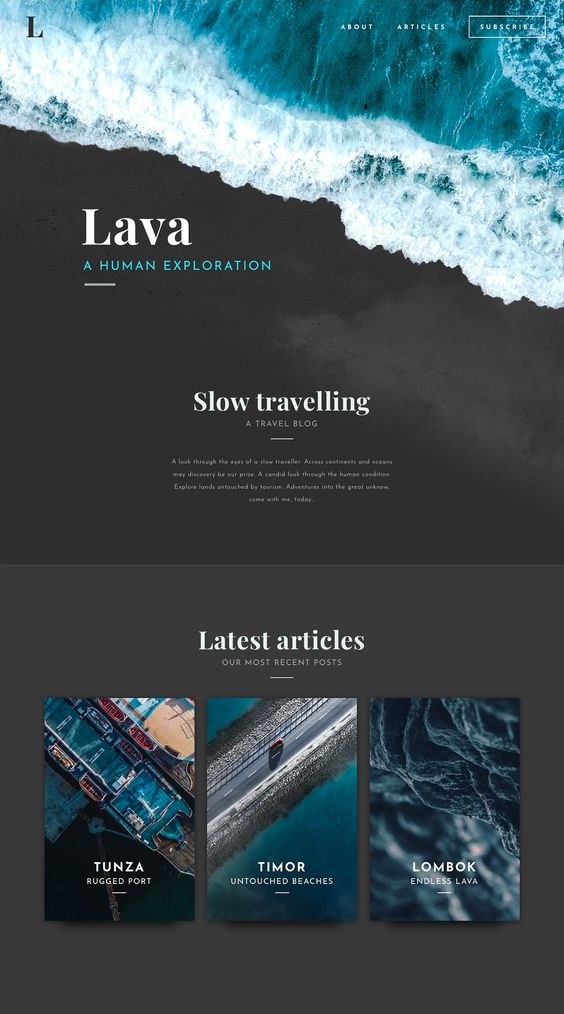 L
ABOUT ARTICLES SUBSCRIBE
Lava
A HUMAN EXPLORATION
Slow travelling
A TRAVEL BLOG
A look through the eyes of a slow traveller. Across continents and oceans
may discovery be our prize. A candid look through the human condition.
Explore lands untouched by tourism. Adventures into the great unknow,
come with me, today...
Latest articles
OUR MOST RECENT POSTS
TUNZA
RUGGED PORT
TIMOR
UNTOUCHED BEACHES
LOMBOK
ENDLESS LAVA